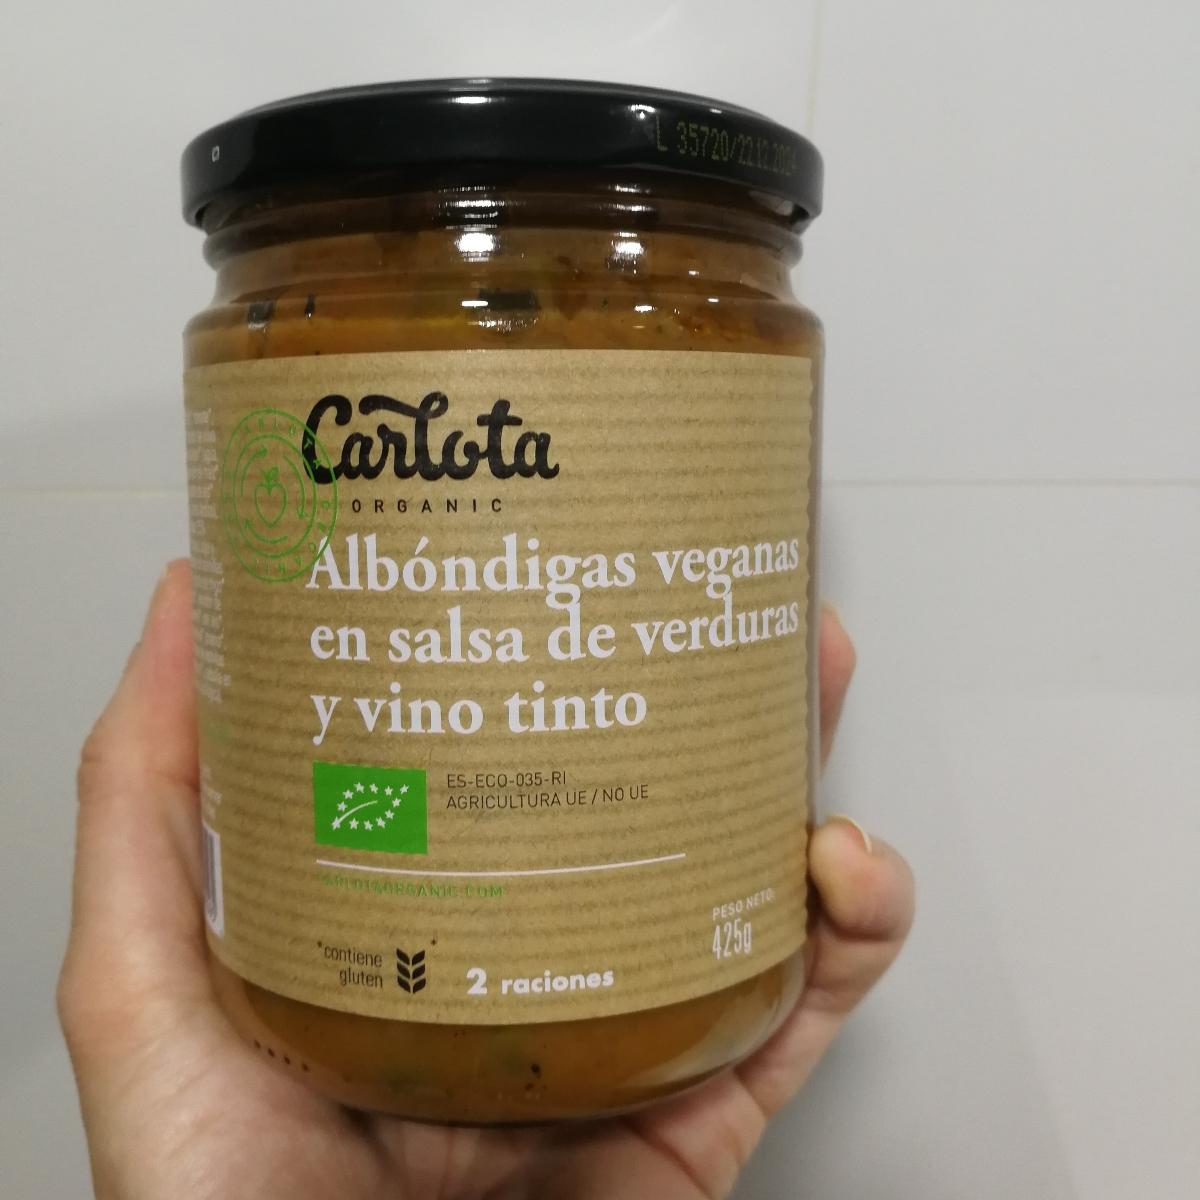 L 35720/22.12.2024
Carlota
ORGANIC
Albóndigas veganas
en salsa de verduras
y vino tinto
ES-ECO-035-RI
AGRICULTURA UE / NO UE
CARLOTAORGANIC.COM
PESO NETO:
425g
*contiene
gluten
2 raciones